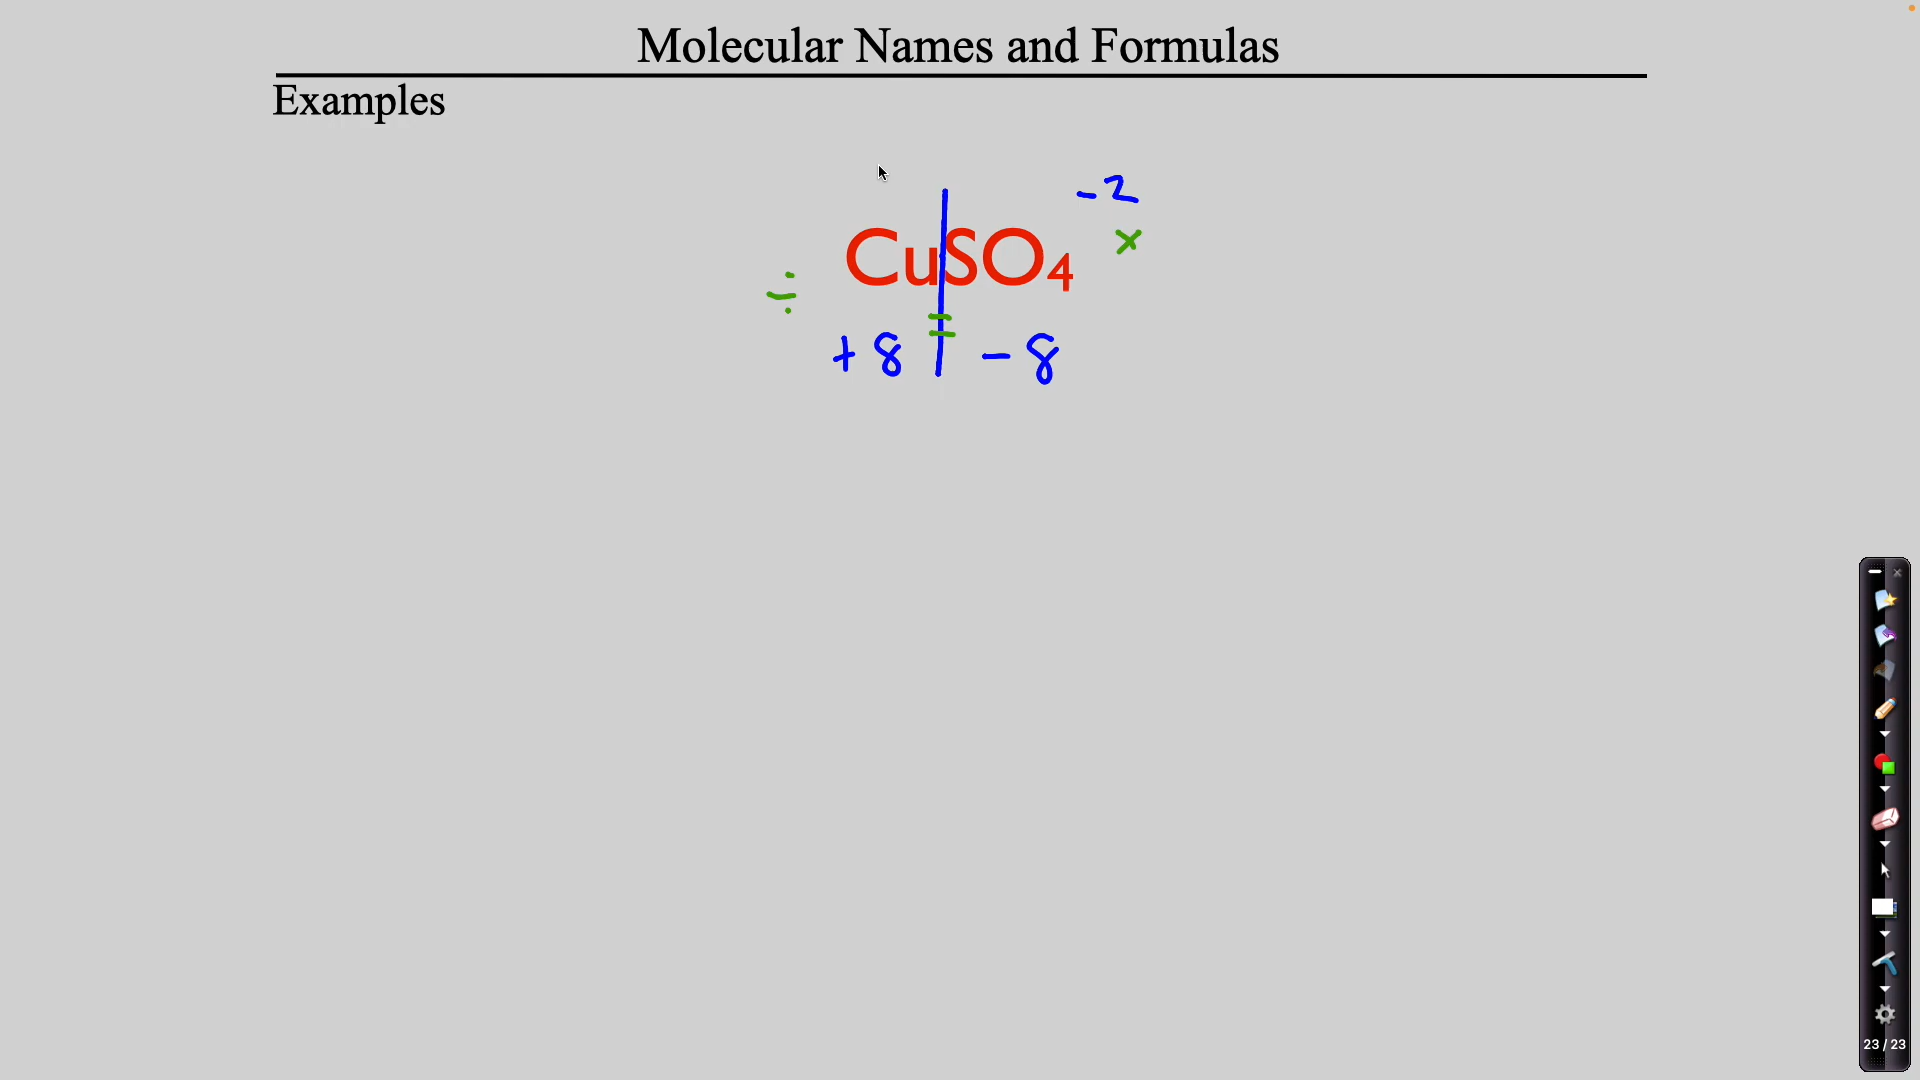 Molecular Names and Formulas
Examples
-2
CuSO₄ ×
÷
=
+8 -8
23 / 23